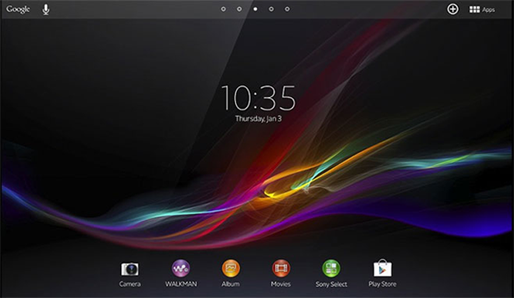 Google
Apps
10:35
Thursday, Jan 3
Camera
WALKMAN
Album
Movies
Sony Select
Play Store